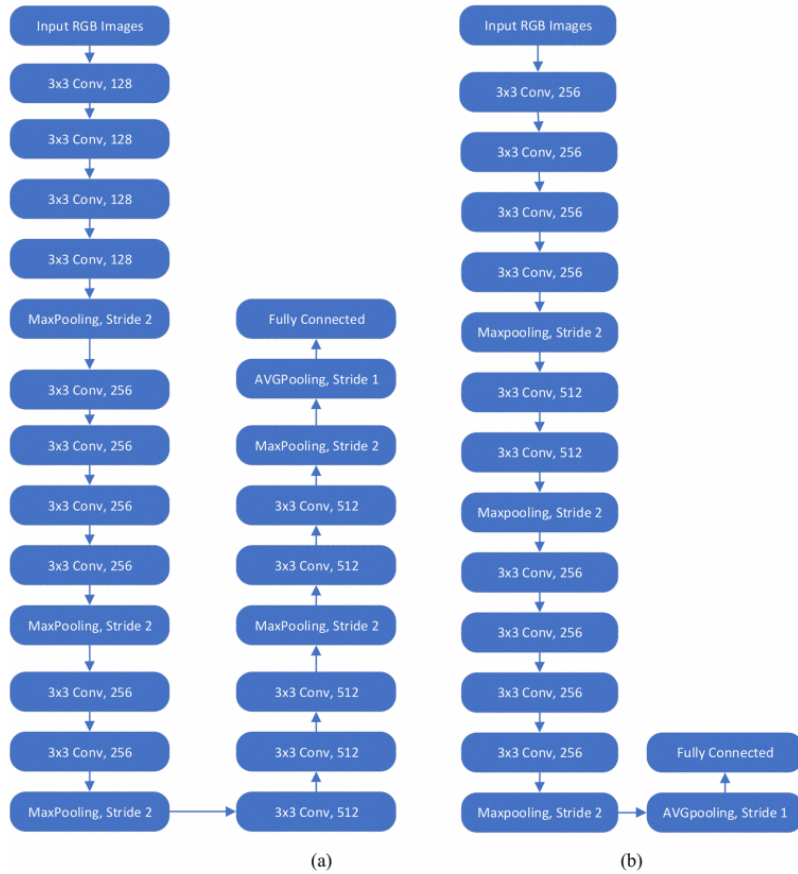 Input RGB Images
3x3 Conv, 128
3x3 Conv, 128
3x3 Conv, 128
3x3 Conv, 128
MaxPooling, Stride 2
3x3 Conv, 256
3x3 Conv, 256
3x3 Conv, 256
3x3 Conv, 256
MaxPooling, Stride 2
3x3 Conv, 256
3x3 Conv, 256
MaxPooling, Stride 2
3x3 Conv, 512
3x3 Conv, 512
3x3 Conv, 512
MaxPooling, Stride 2
3x3 Conv, 512
3x3 Conv, 512
MaxPooling, Stride 2
AVGPooling, Stride 1
Fully Connected
(a)
Input RGB Images
3x3 Conv, 256
3x3 Conv, 256
3x3 Conv, 256
3x3 Conv, 256
Maxpooling, Stride 2
3x3 Conv, 512
3x3 Conv, 512
Maxpooling, Stride 2
3x3 Conv, 256
3x3 Conv, 256
3x3 Conv, 256
3x3 Conv, 256
Maxpooling, Stride 2
AVGpooling, Stride 1
Fully Connected
(b)